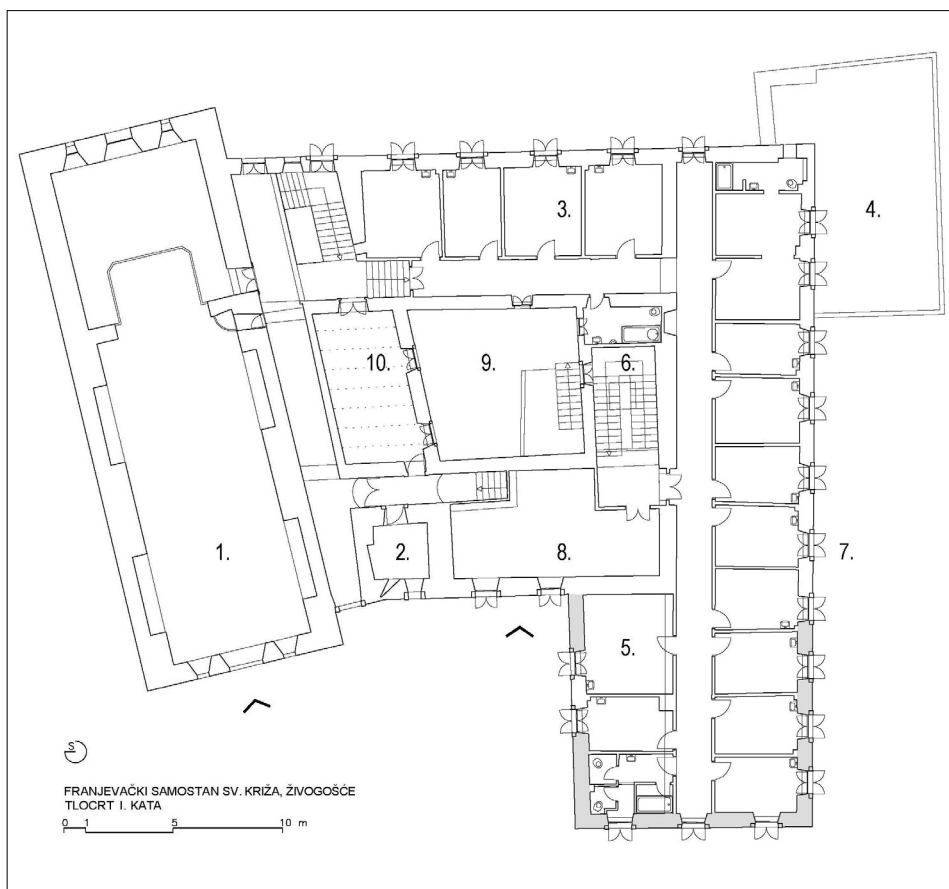 3.
4.
10.
9.
6.
1.
2.
8.
7.
5.
S
FRANJEVAČKI SAMOSTAN SV. KRIŽA, ŽIVOGOŠĆE
TLOCRT I. KATA
0 1 5 10 m